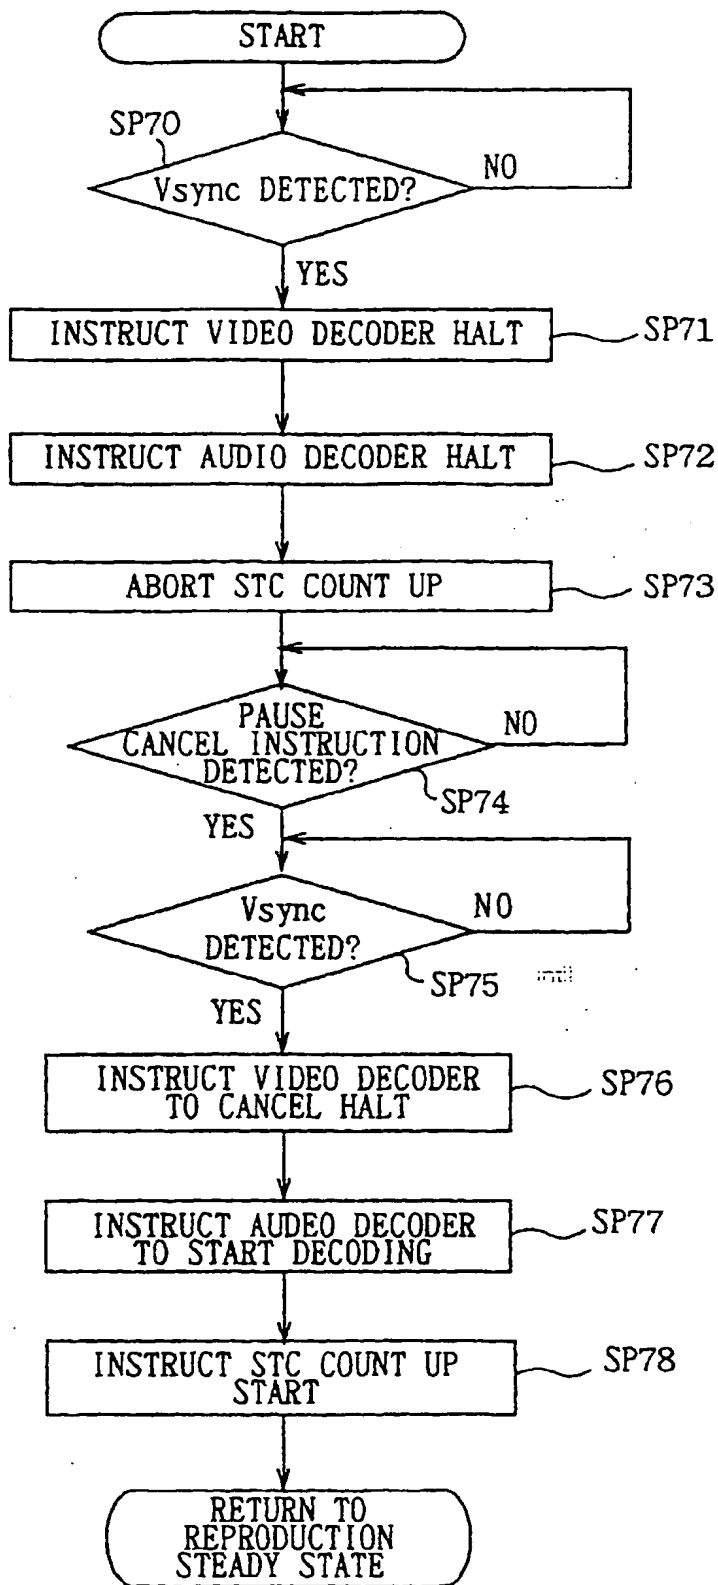 START
SP70
Vsync DETECTED?
NO
YES
INSTRUCT VIDEO DECODER HALT
SP71
INSTRUCT AUDIO DECODER HALT
SP72
ABORT STC COUNT UP
SP73
PAUSE
CANCEL INSTRUCTION
DETECTED?
NO
SP74
YES
Vsync
DETECTED?
NO
SP75
YES
INSTRUCT VIDEO DECODER
TO CANCEL HALT
SP76
INSTRUCT AUDEO DECODER
TO START DECODING
SP77
INSTRUCT STC COUNT UP
START
SP78
RETURN TO
REPRODUCTION
STEADY STATE